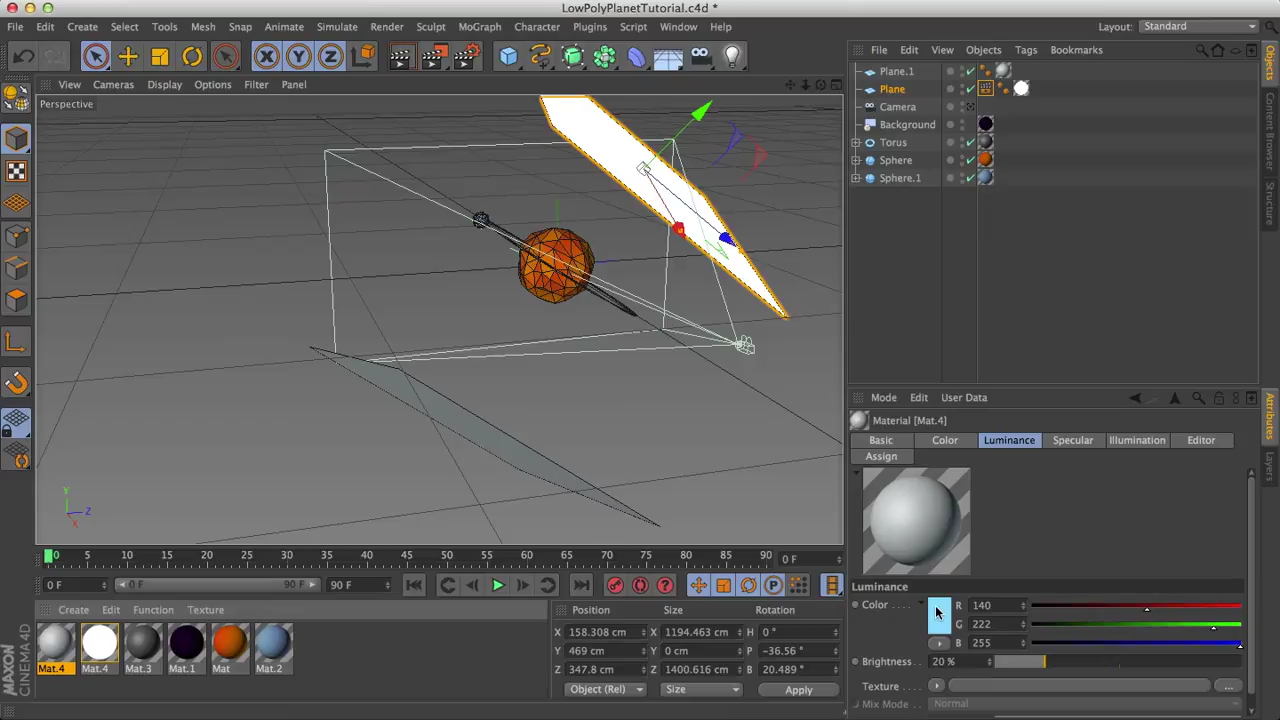 LowPolyPlanetTutorial.c4d *
File Edit Create Select Tools Mesh Snap Animate Simulate Render Sculpt MoGraph Character Plugins Script Window Help Layout: Standard
View Cameras Display Options Filter Panel
File Edit View Objects Tags Bookmarks
Perspective
Plane.1
Plane
Camera
Background
Torus
Sphere
Sphere.1
Objects
Content Browser
Structure
Mode Edit User Data
Material [Mat.4]
Basic Color Luminance Specular Illumination Editor
Assign
Attributes
Layers
Y
Z
X
Luminance
Color R 140
G 222
B 255
Brightness 20 %
Texture
Mix Mode Normal
0 5 10 15 20 25 30 35 40 45 50 55 60 65 70 75 80 85 90 0 F
0 F 0 F 90 F 90 F
Create Edit Function Texture
Mat.4 Mat.4 Mat.3 Mat.1 Mat Mat.2
Position Size Rotation
X 158.308 cm X 1194.463 cm H 0 °
Y 469 cm Y 0 cm P -36.56 °
Z 347.8 cm Z 1400.616 cm B 20.489 °
Object (Rel) Size Apply
MAXON
CINEMA 4D